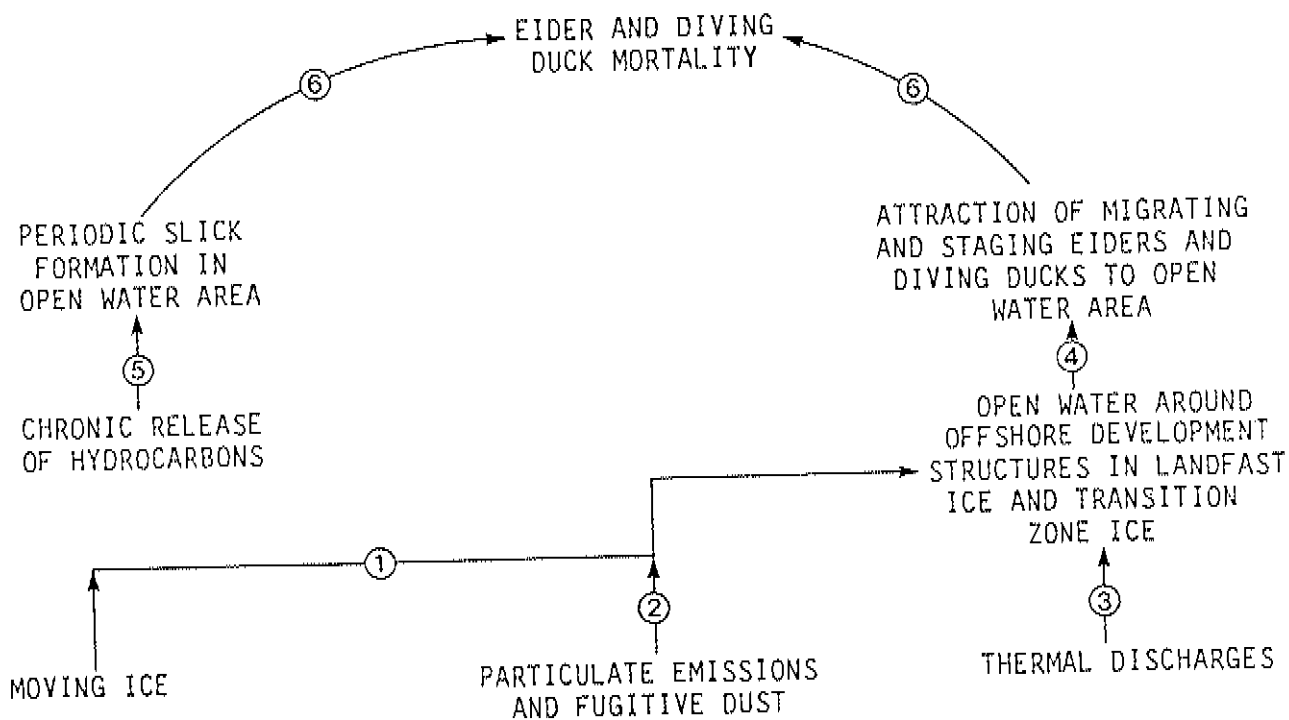 EIDER AND DIVING
DUCK MORTALITY
6
6
PERIODIC SLICK
FORMATION IN
OPEN WATER AREA
ATTRACTION OF MIGRATING
AND STAGING EIDERS AND
DIVING DUCKS TO OPEN
WATER AREA
5
4
CHRONIC RELEASE
OF HYDROCARBONS
OPEN WATER AROUND
OFFSHORE DEVELOPMENT
STRUCTURES IN LANDFAST
ICE AND TRANSITION
ZONE ICE
1
2
3
MOVING ICE
PARTICULATE EMISSIONS
AND FUGITIVE DUST
THERMAL DISCHARGES